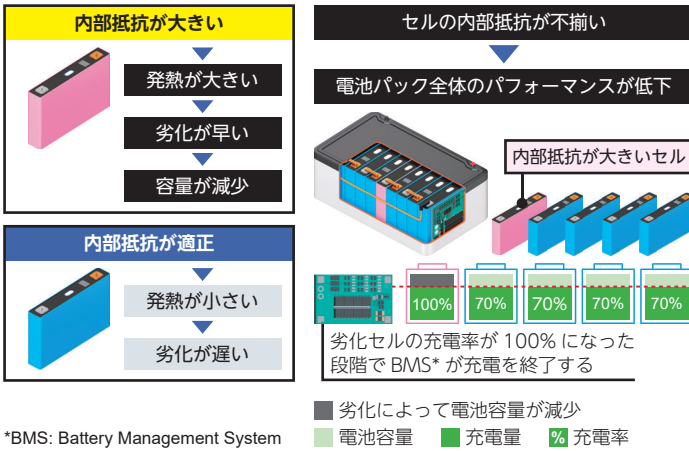 内部抵抗が大きい
発熱が大きい
劣化が早い
容量が減少
内部抵抗が適正
発熱が小さい
劣化が遅い
*BMS: Battery Management System
セルの内部抵抗が不揃い
電池パック全体のパフォーマンスが低下
内部抵抗が大きいセル
100% 70% 70% 70% 70%
劣化セルの充電率が 100% になった
段階で BMS* が充電を終了する
劣化によって電池容量が減少
電池容量 充電量 % 充電率